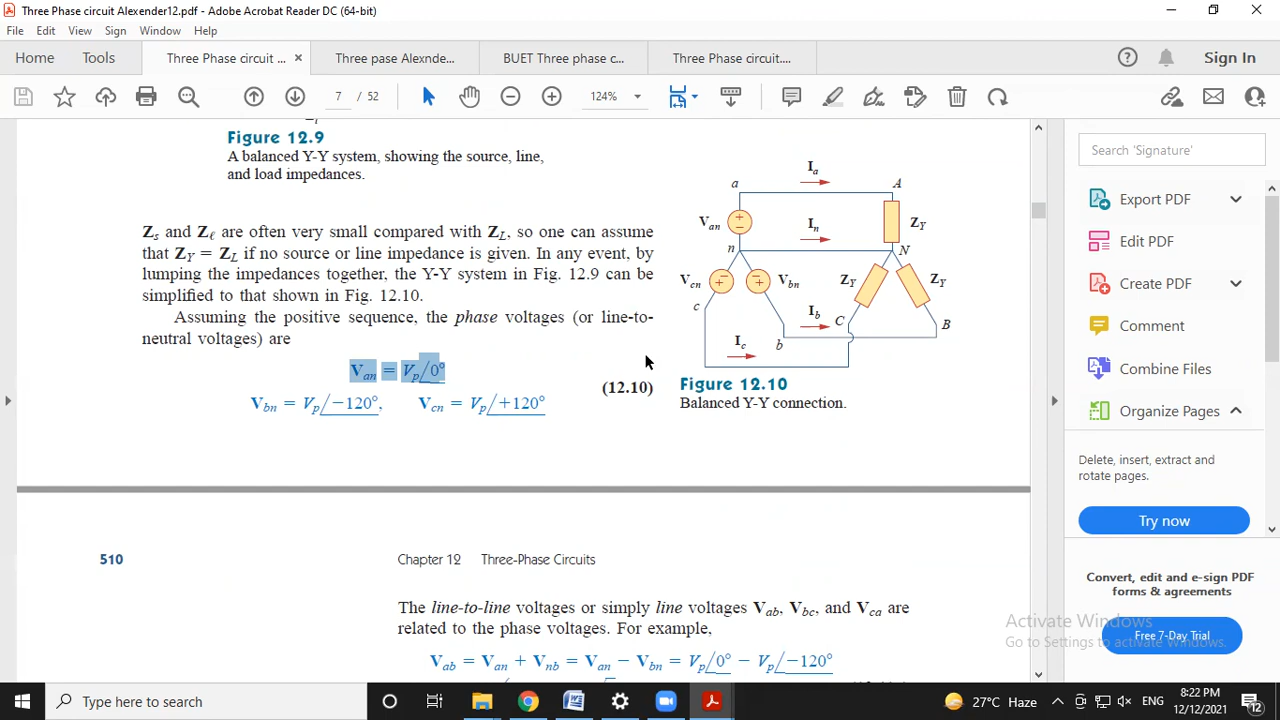 Three Phase circuit Alexender12.pdf - Adobe Acrobat Reader DC (64-bit)
File Edit View Sign Window Help
Home Tools Three Phase circuit ... × Three pase Alexnde... BUET Three phase c... Three Phase circuit.... Sign In
7 / 52 124%
Figure 12.9
A balanced Y-Y system, showing the source, line,
and load impedances.
Zs and Zℓ are often very small compared with ZL, so one can assume
that ZY = ZL if no source or line impedance is given. In any event, by
lumping the impedances together, the Y-Y system in Fig. 12.9 can be
simplified to that shown in Fig. 12.10.
Assuming the positive sequence, the phase voltages (or line-to-
neutral voltages) are
Van = Vp/0°
(12.10)
Vbn = Vp/−120°, Vcn = Vp/+120°
Ia
a A
Van + − In ZY
n N
Vcn + − + − Vbn ZY ZY
c Ib C B
Ic b
Figure 12.10
Balanced Y-Y connection.
510 Chapter 12 Three-Phase Circuits
The line-to-line voltages or simply line voltages Vab, Vbc, and Vca are
related to the phase voltages. For example,
Vab = Van + Vnb = Van − Vbn = Vp/0° − Vp/−120°
Search 'Signature'
Export PDF
Edit PDF
Create PDF
Comment
Combine Files
Organize Pages
Delete, insert, extract and
rotate pages.
Try now
Convert, edit and e-sign PDF
forms & agreements
Free 7-Day Trial
Activate Windows
Go to Settings to activate Windows.
Type here to search
27°C Haze ENG 8:22 PM
12/12/2021 12